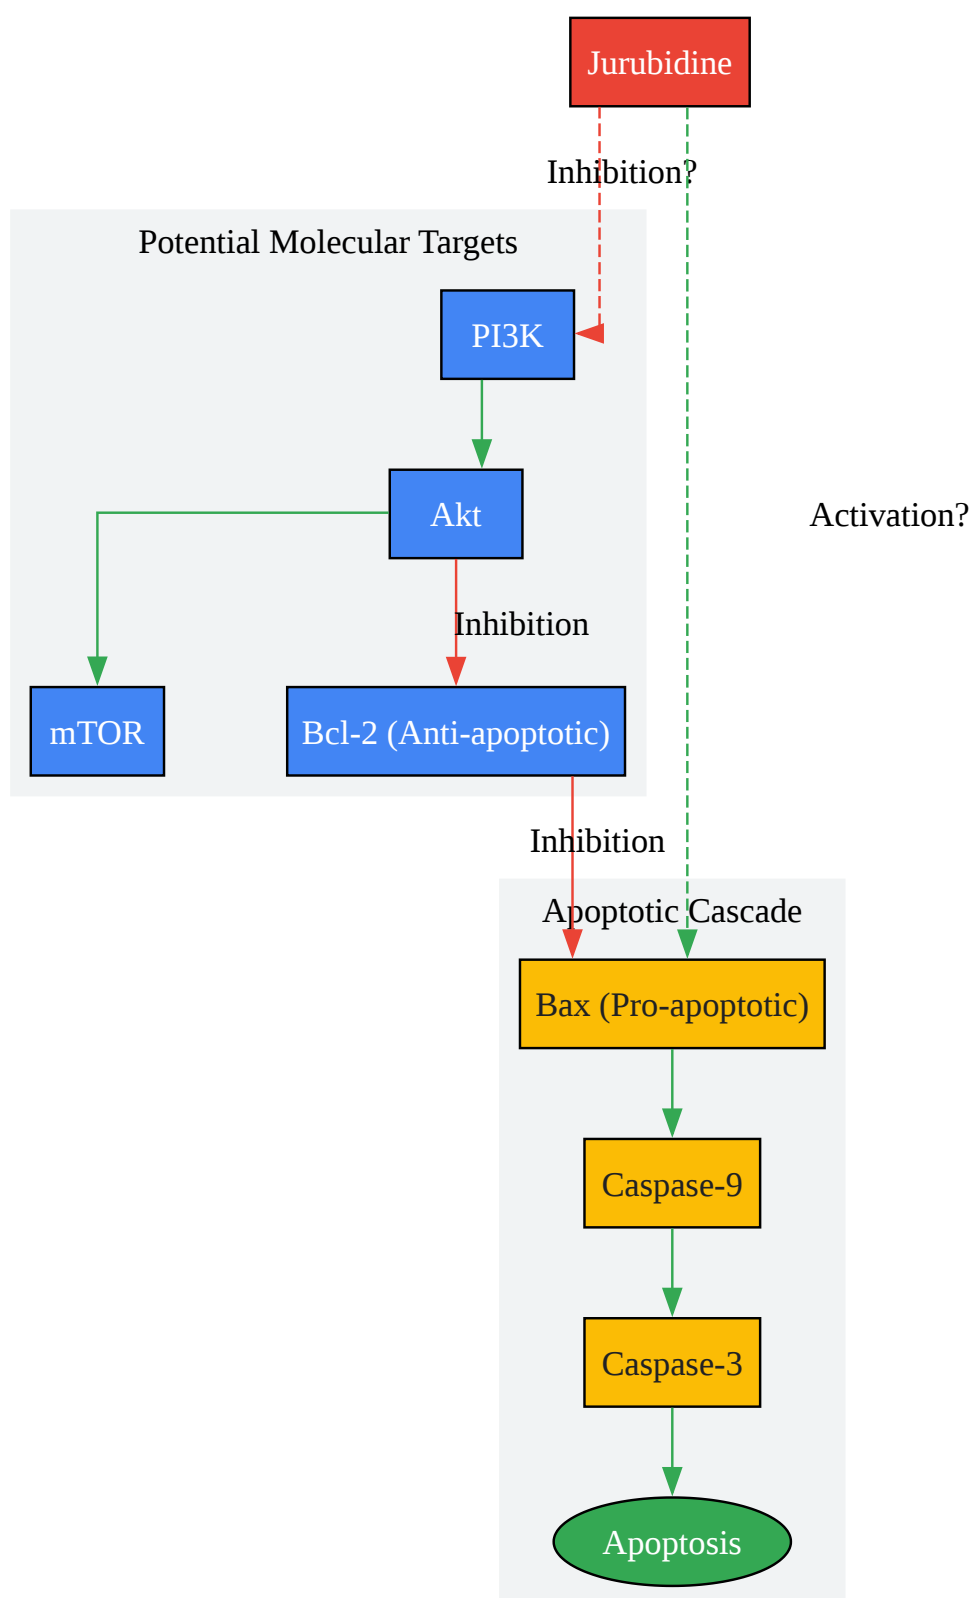 Jurubidine
Inhibition?
Potential Molecular Targets
PI3K
Akt
Activation?
Inhibition
mTOR
Bcl-2 (Anti-apoptotic)
Inhibition
Apoptotic Cascade
Bax (Pro-apoptotic)
Caspase-9
Caspase-3
Apoptosis